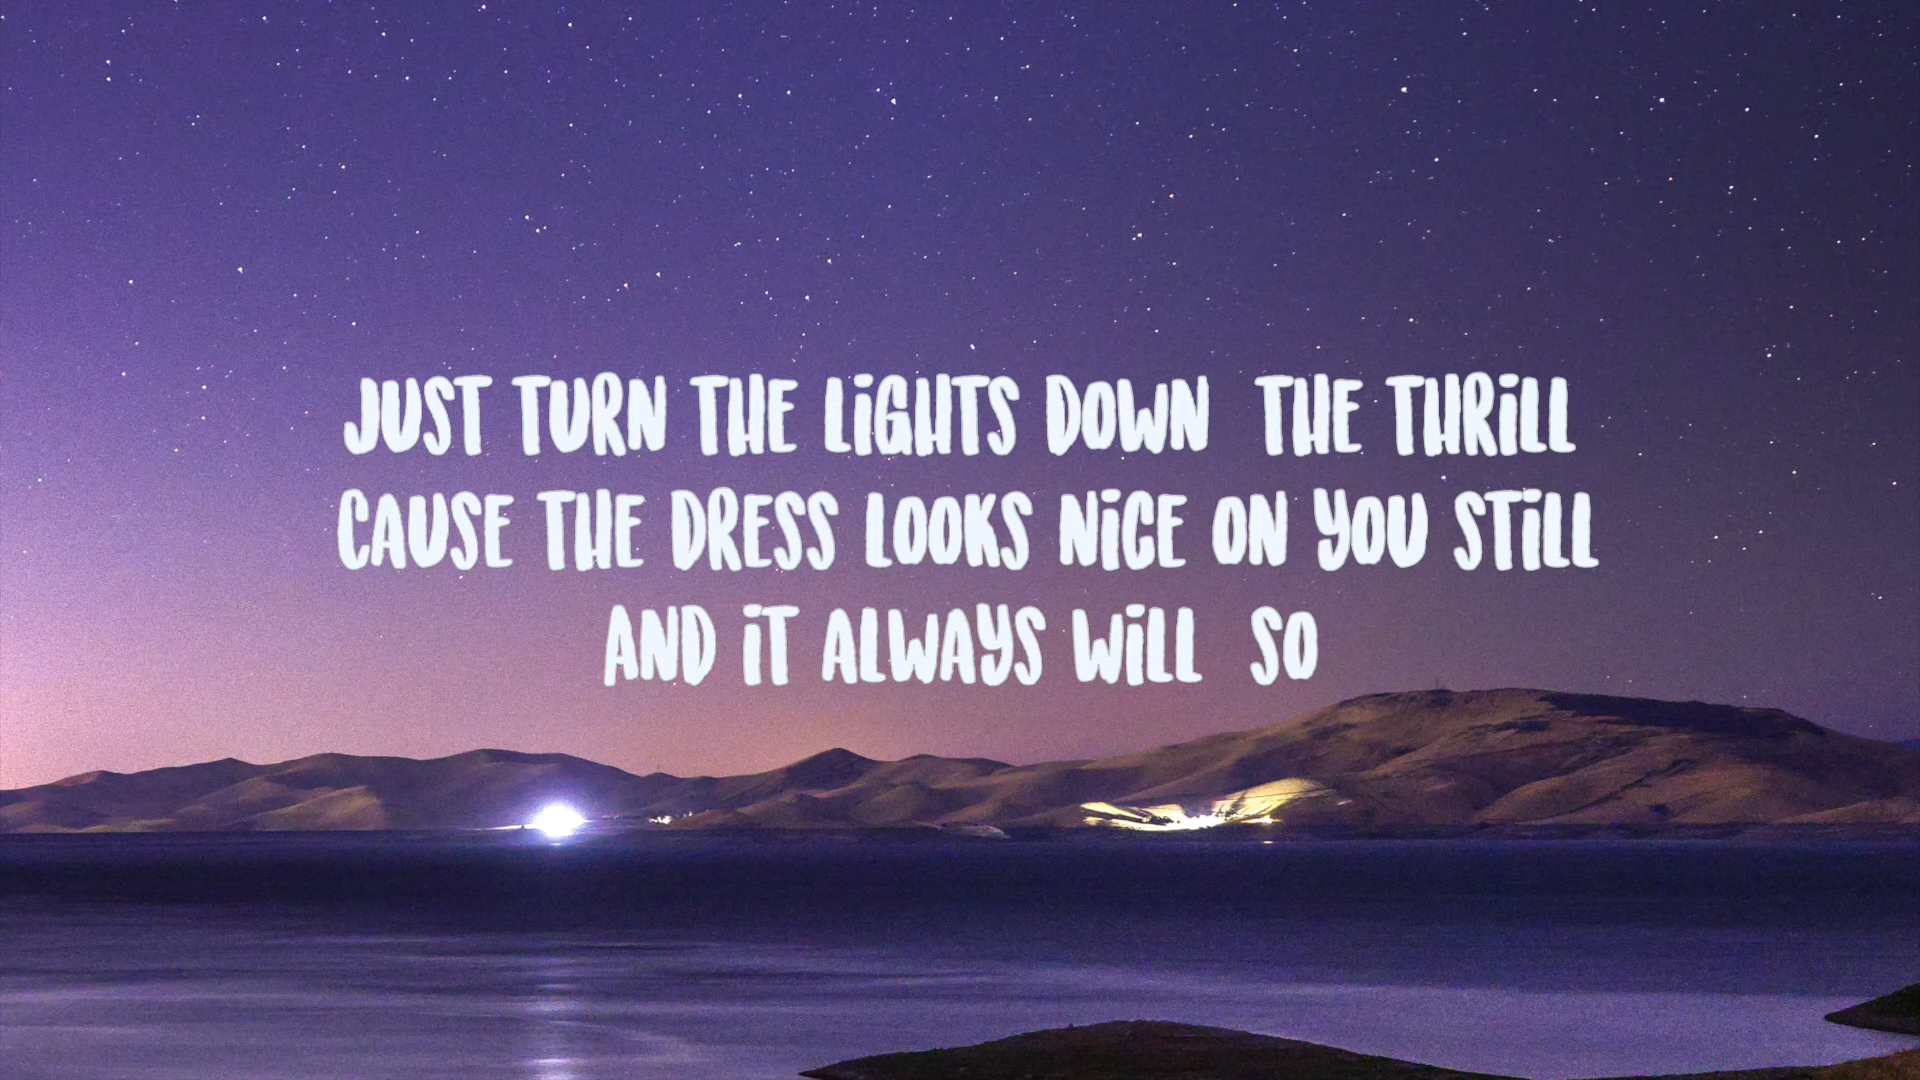 JUST TURN THE LiGHTS DOWN  THE THRiLL
CAUSE THE DRESS LOOKS NiCE ON YOU STiLL
AND iT ALWAYS WiLL  SO